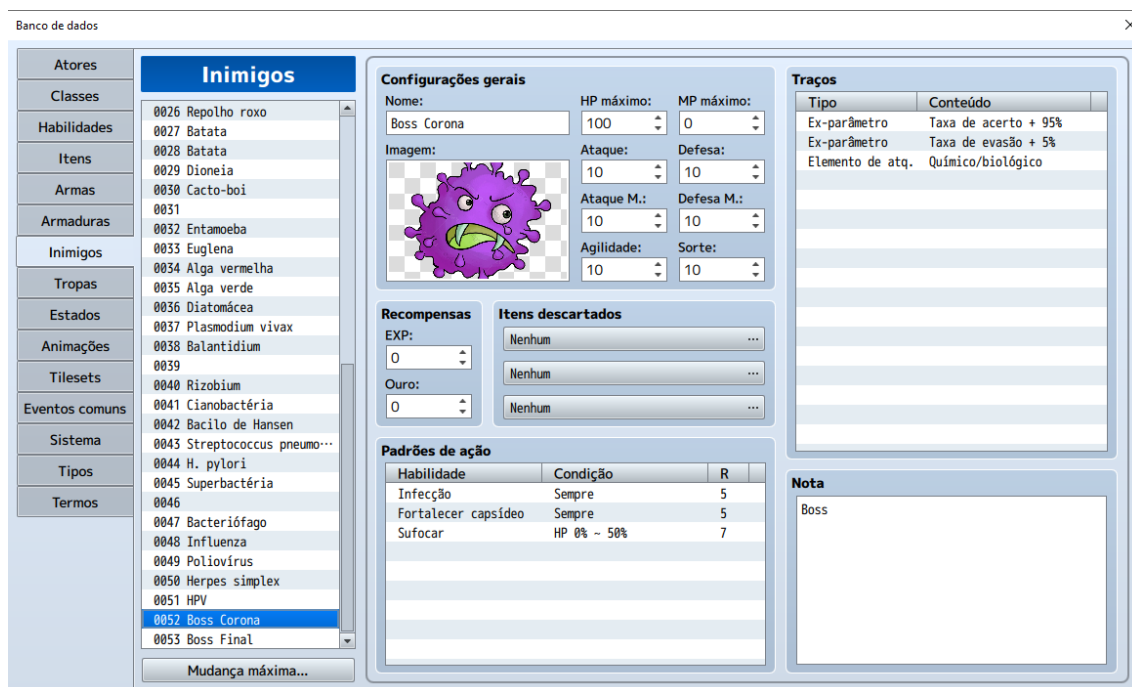 Banco de dados
Atores
Classes
Habilidades
Itens
Armas
Armaduras
Inimigos
Tropas
Estados
Animações
Tilesets
Eventos comuns
Sistema
Tipos
Termos
Inimigos
0026 Repolho roxo
0027 Batata
0028 Batata
0029 Dioneia
0030 Cacto-boi
0031
0032 Entamoeba
0033 Euglena
0034 Alga vermelha
0035 Alga verde
0036 Diatomácea
0037 Plasmodium vivax
0038 Balantidium
0039
0040 Rizobium
0041 Cianobactéria
0042 Bacilo de Hansen
0043 Streptococcus pneumo…
0044 H. pylori
0045 Superbactéria
0046
0047 Bacteriófago
0048 Influenza
0049 Poliovírus
0050 Herpes simplex
0051 HPV
0052 Boss Corona
0053 Boss Final
Mudança máxima...
Configurações gerais
Nome: HP máximo: MP máximo:
Boss Corona 100 0
Imagem: Ataque: Defesa:
10 10
Ataque M.: Defesa M.:
10 10
Agilidade: Sorte:
10 10
Recompensas
EXP:
0
Ouro:
0
Itens descartados
Nenhum ...
Nenhum ...
Nenhum ...
Padrões de ação
Habilidade Condição R
Infecção Sempre 5
Fortalecer capsídeo Sempre 5
Sufocar HP 0% ~ 50% 7
Traços
Tipo Conteúdo
Ex-parâmetro Taxa de acerto + 95%
Ex-parâmetro Taxa de evasão + 5%
Elemento de atq. Químico/biológico
Nota
Boss